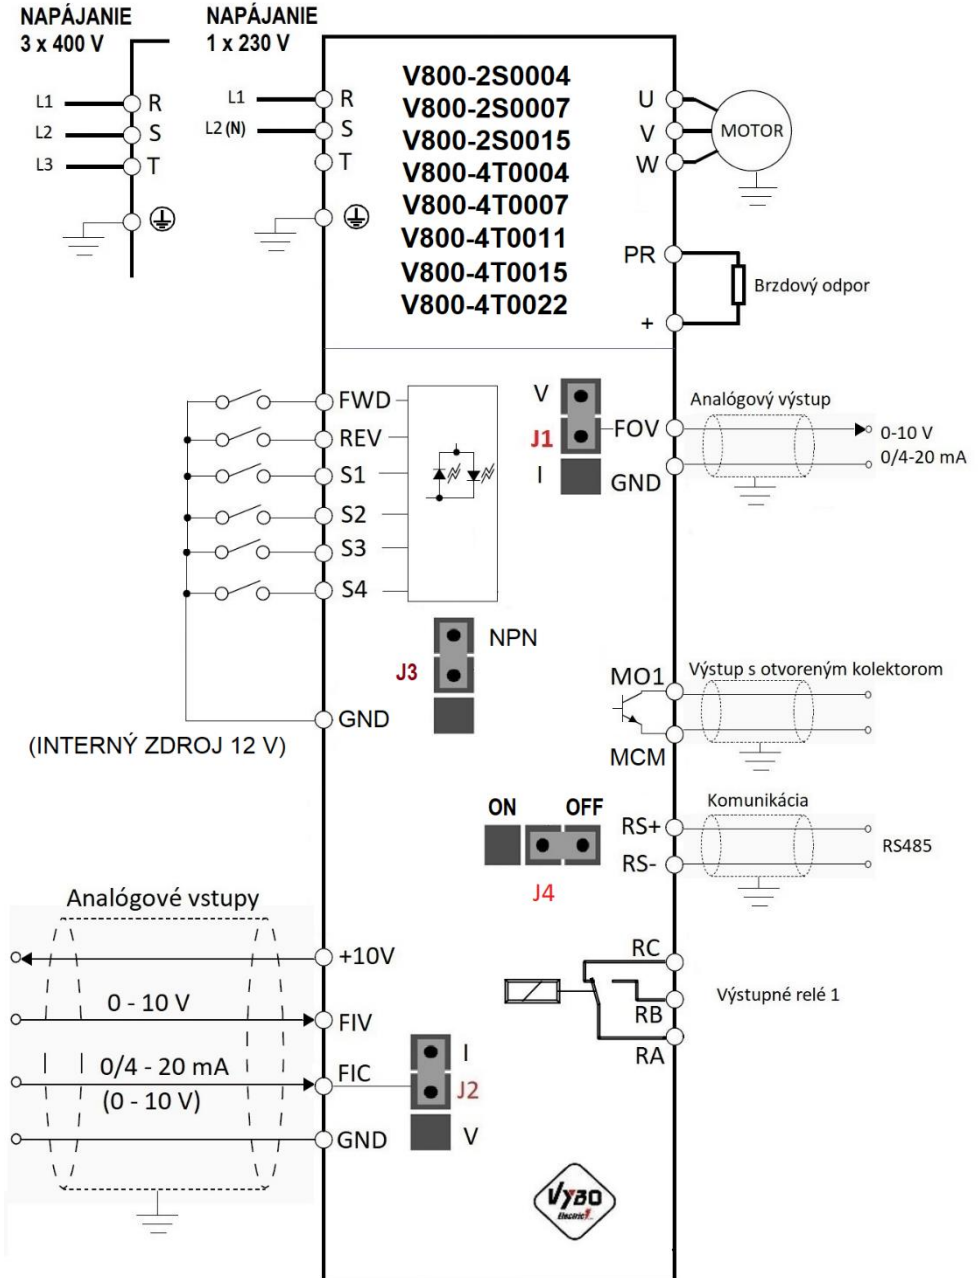 NAPÁJANIE
3 x 400 V
L1
L2
L3
R
S
T
NAPÁJANIE
1 x 230 V
L1
L2 (N)
R
S
T
V800-2S0004
V800-2S0007
V800-2S0015
V800-4T0004
V800-4T0007
V800-4T0011
V800-4T0015
V800-4T0022
U
V
W
MOTOR
PR
+
Brzdový odpor
FWD
REV
S1
S2
S3
S4
GND
(INTERNÝ ZDROJ 12 V)
V
J1
I
FOV
GND
Analógový výstup
0-10 V
0/4-20 mA
NPN
J3
MO1
MCM
Výstup s otvoreným kolektorom
ON OFF
J4
RS+
RS-
Komunikácia
RS485
Analógové vstupy
+10V
0 - 10 V
FIV
0/4 - 20 mA
(0 - 10 V)
FIC
GND
I
J2
V
RC
RB
RA
Výstupné relé 1
VYBO
Electric